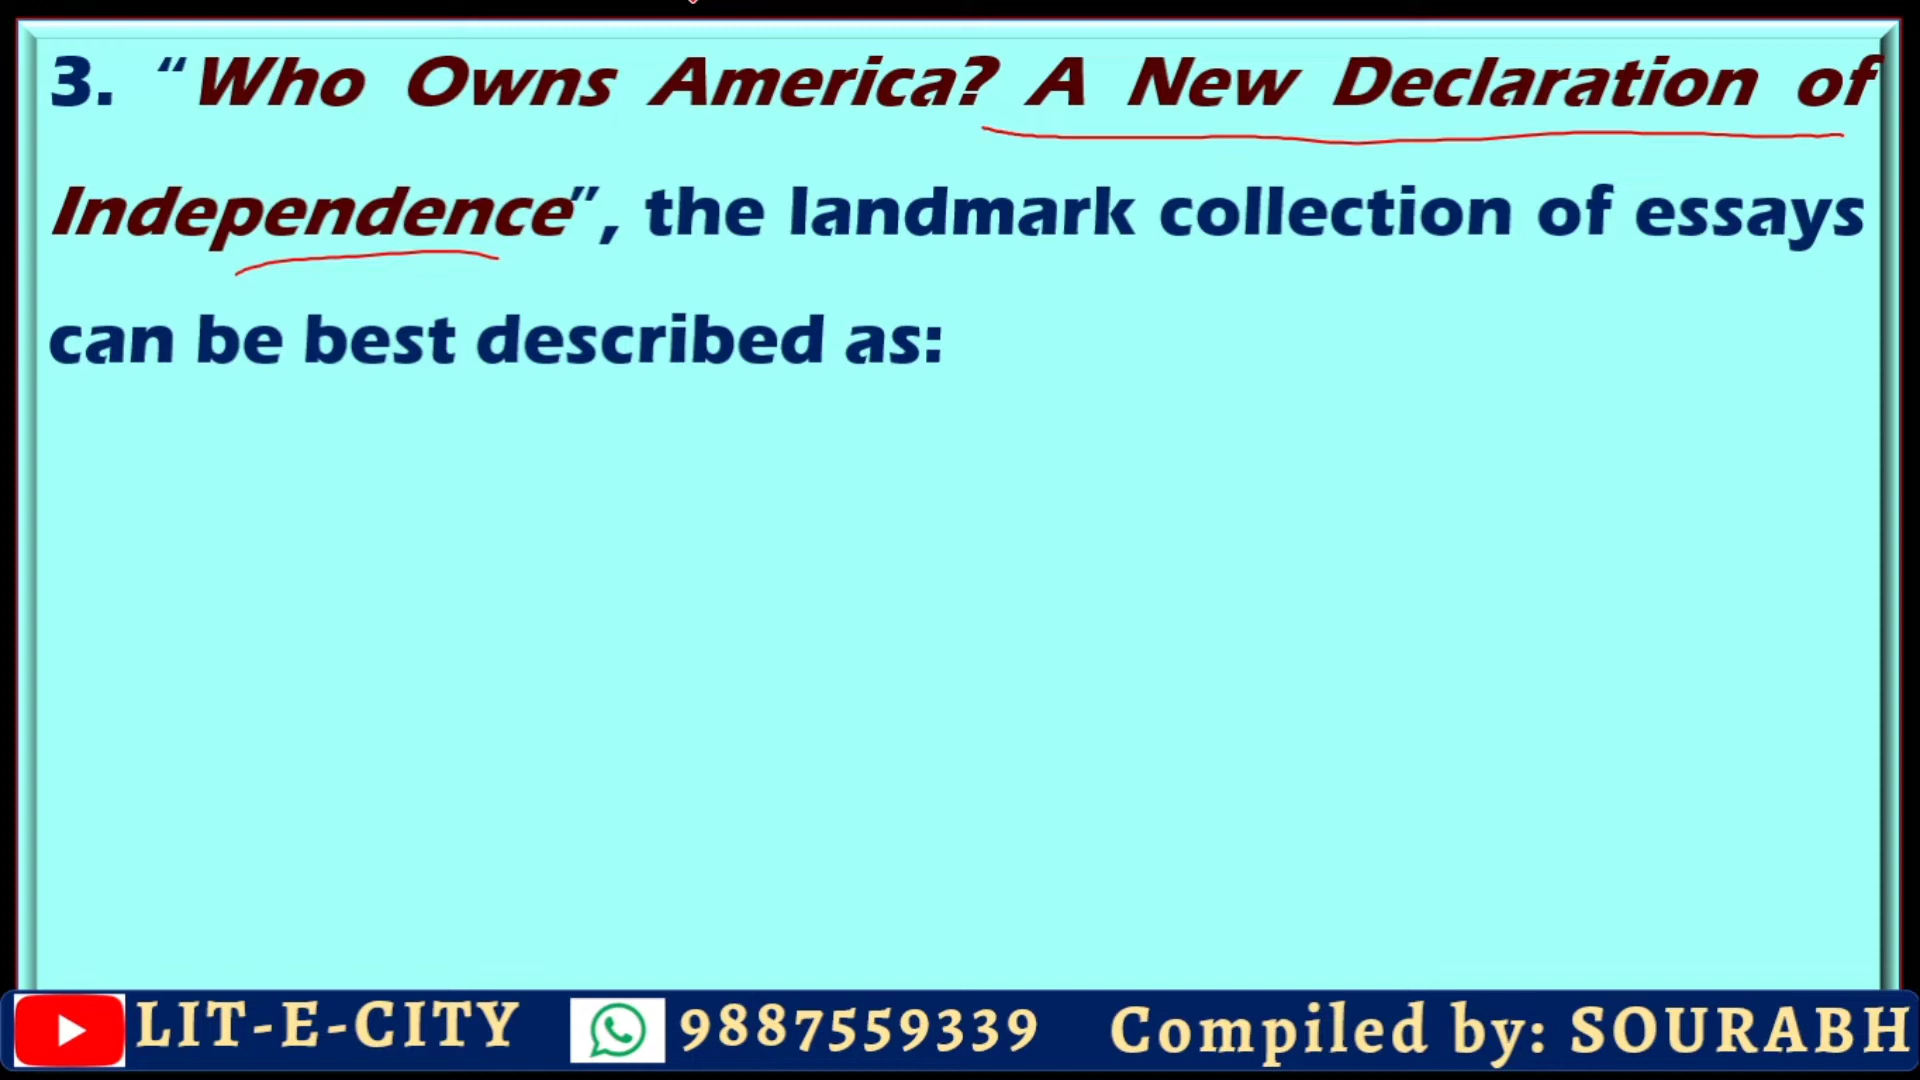 3. “Who Owns America? A New Declaration of
Independence”, the landmark collection of essays
can be best described as:
LIT-E-CITY 9887559339 Compiled by: SOURABH